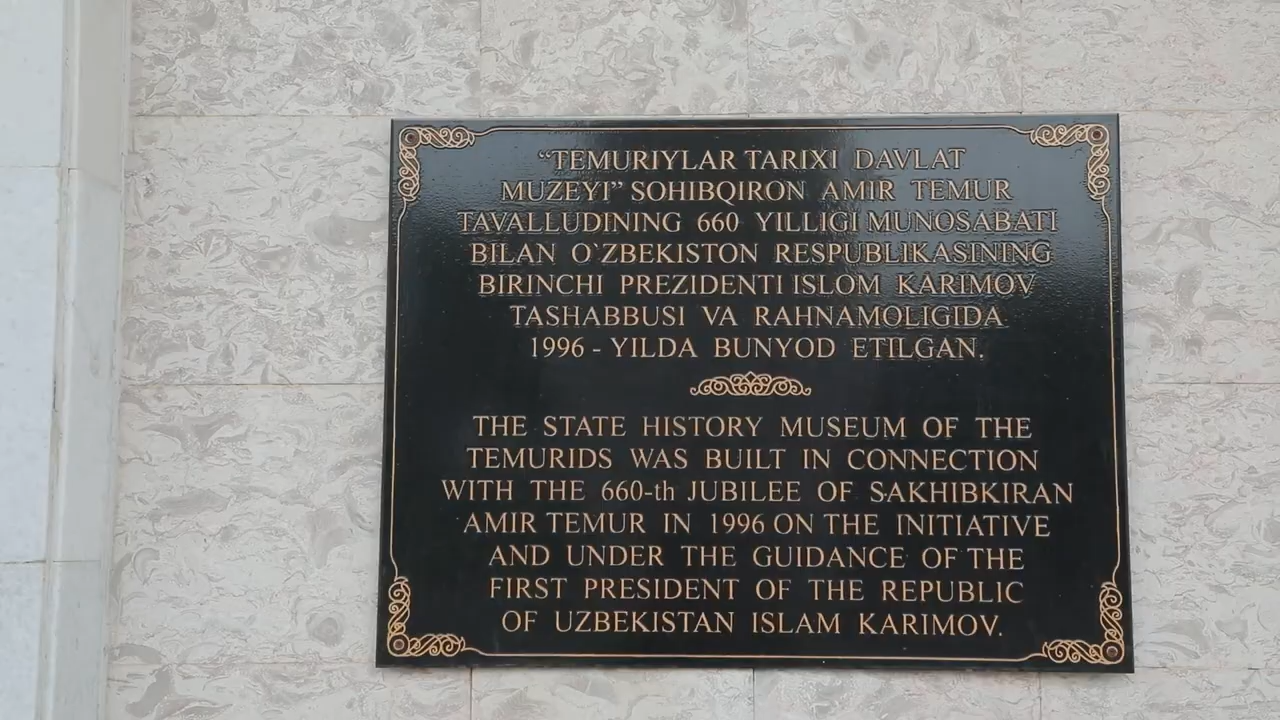 “TEMURIYLAR TARIXI DAVLAT
MUZEYI” SOHIBQIRON AMIR TEMUR
TAVALLUDINING 660 YILLIGI MUNOSABATI
BILAN O`ZBEKISTON RESPUBLIKASINING
BIRINCHI PREZIDENTI ISLOM KARIMOV
TASHABBUSI VA RAHNAMOLIGIDA
1996 - YILDA BUNYOD ETILGAN.
THE STATE HISTORY MUSEUM OF THE
TEMURIDS WAS BUILT IN CONNECTION
WITH THE 660-th JUBILEE OF SAKHIBKIRAN
AMIR TEMUR IN 1996 ON THE INITIATIVE
AND UNDER THE GUIDANCE OF THE
FIRST PRESIDENT OF THE REPUBLIC
OF UZBEKISTAN ISLAM KARIMOV.